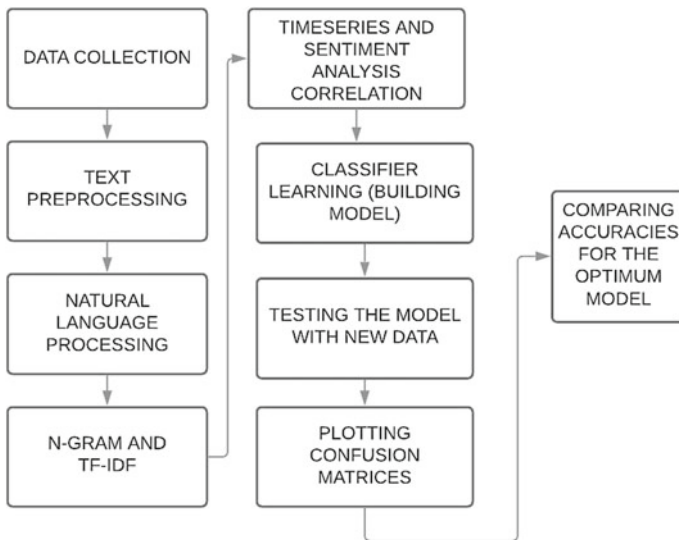 DATA COLLECTION
TEXT
PREPROCESSING
NATURAL
LANGUAGE
PROCESSING
N-GRAM AND
TF-IDF
TIMESERIES AND
SENTIMENT
ANALYSIS
CORRELATION
CLASSIFIER
LEARNING (BUILDING
MODEL)
TESTING THE MODEL
WITH NEW DATA
PLOTTING
CONFUSION
MATRICES
COMPARING
ACCURACIES
FOR THE
OPTIMUM
MODEL